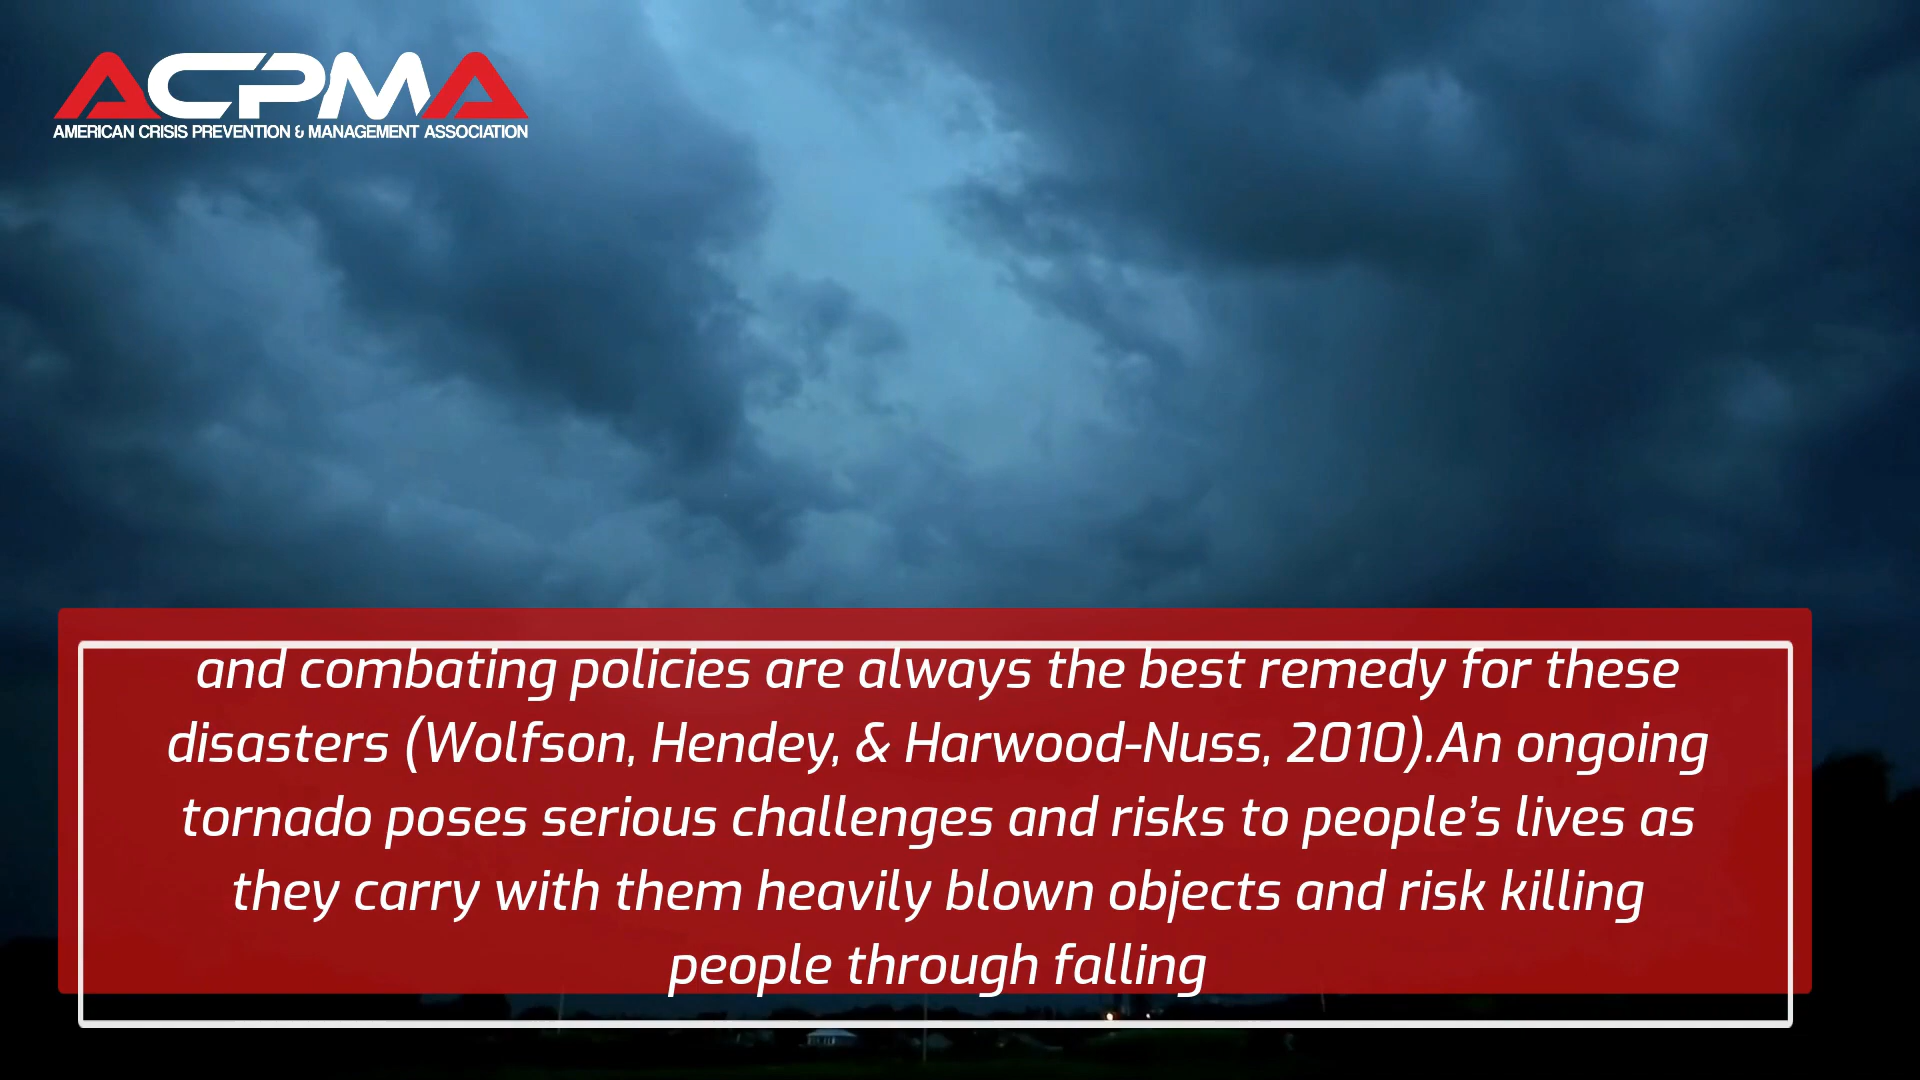 ACPMA
AMERICAN CRISIS PREVENTION & MANAGEMENT ASSOCIATION
and combating policies are always the best remedy for these
disasters (Wolfson, Hendey, & Harwood-Nuss, 2010).An ongoing
tornado poses serious challenges and risks to people’s lives as
they carry with them heavily blown objects and risk killing
people through falling